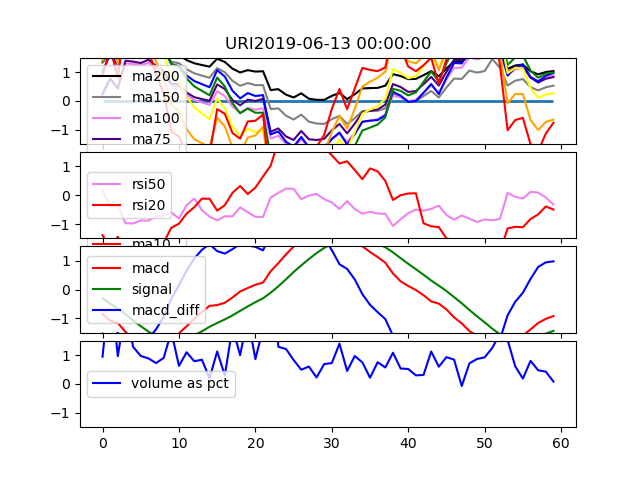 URI2019-06-13 00:00:00
1
0
−1
ma200
ma150
ma100
ma75
1
0
−1
rsi50
rsi20
ma10
1
0
−1
macd
signal
macd_diff
1
0
−1
volume as pct
0 10 20 30 40 50 60